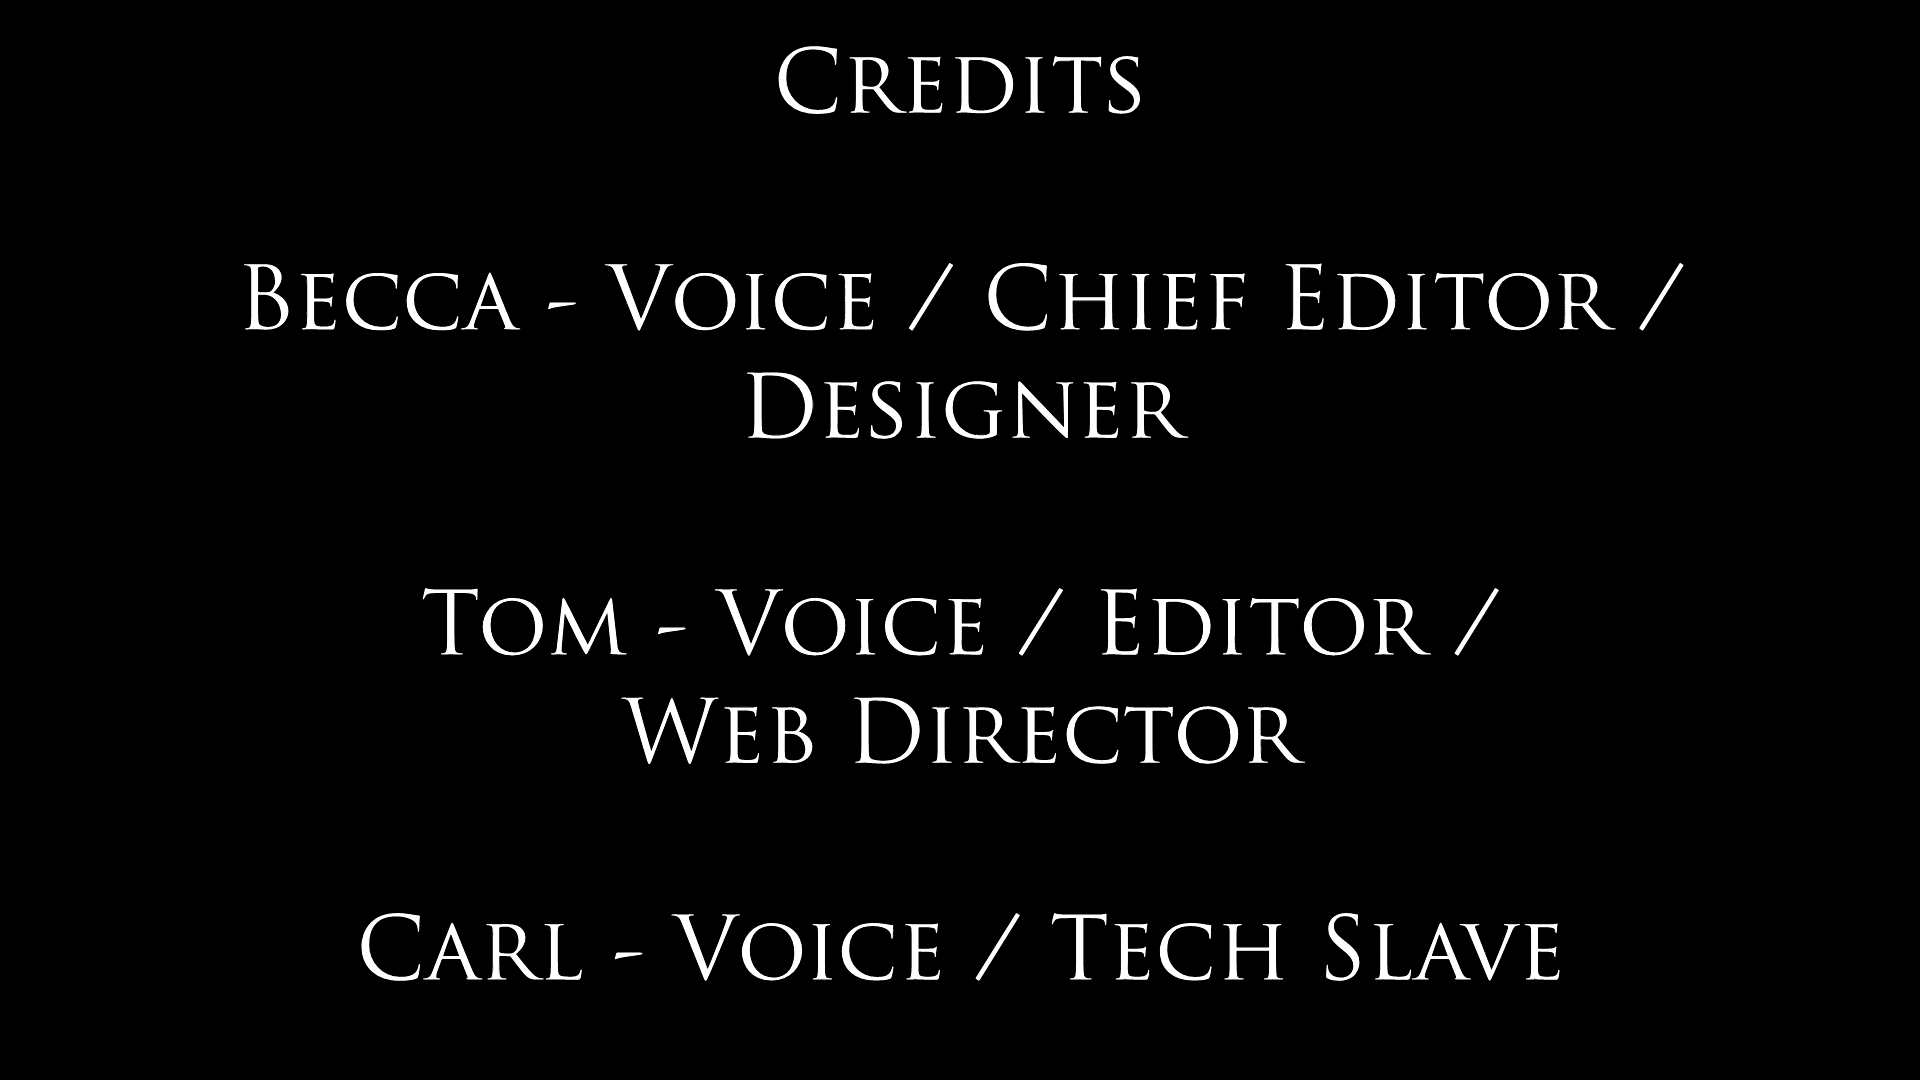 Credits
Becca - Voice / Chief Editor /
Designer
Tom - Voice / Editor /
Web Director
Carl - Voice / Tech Slave